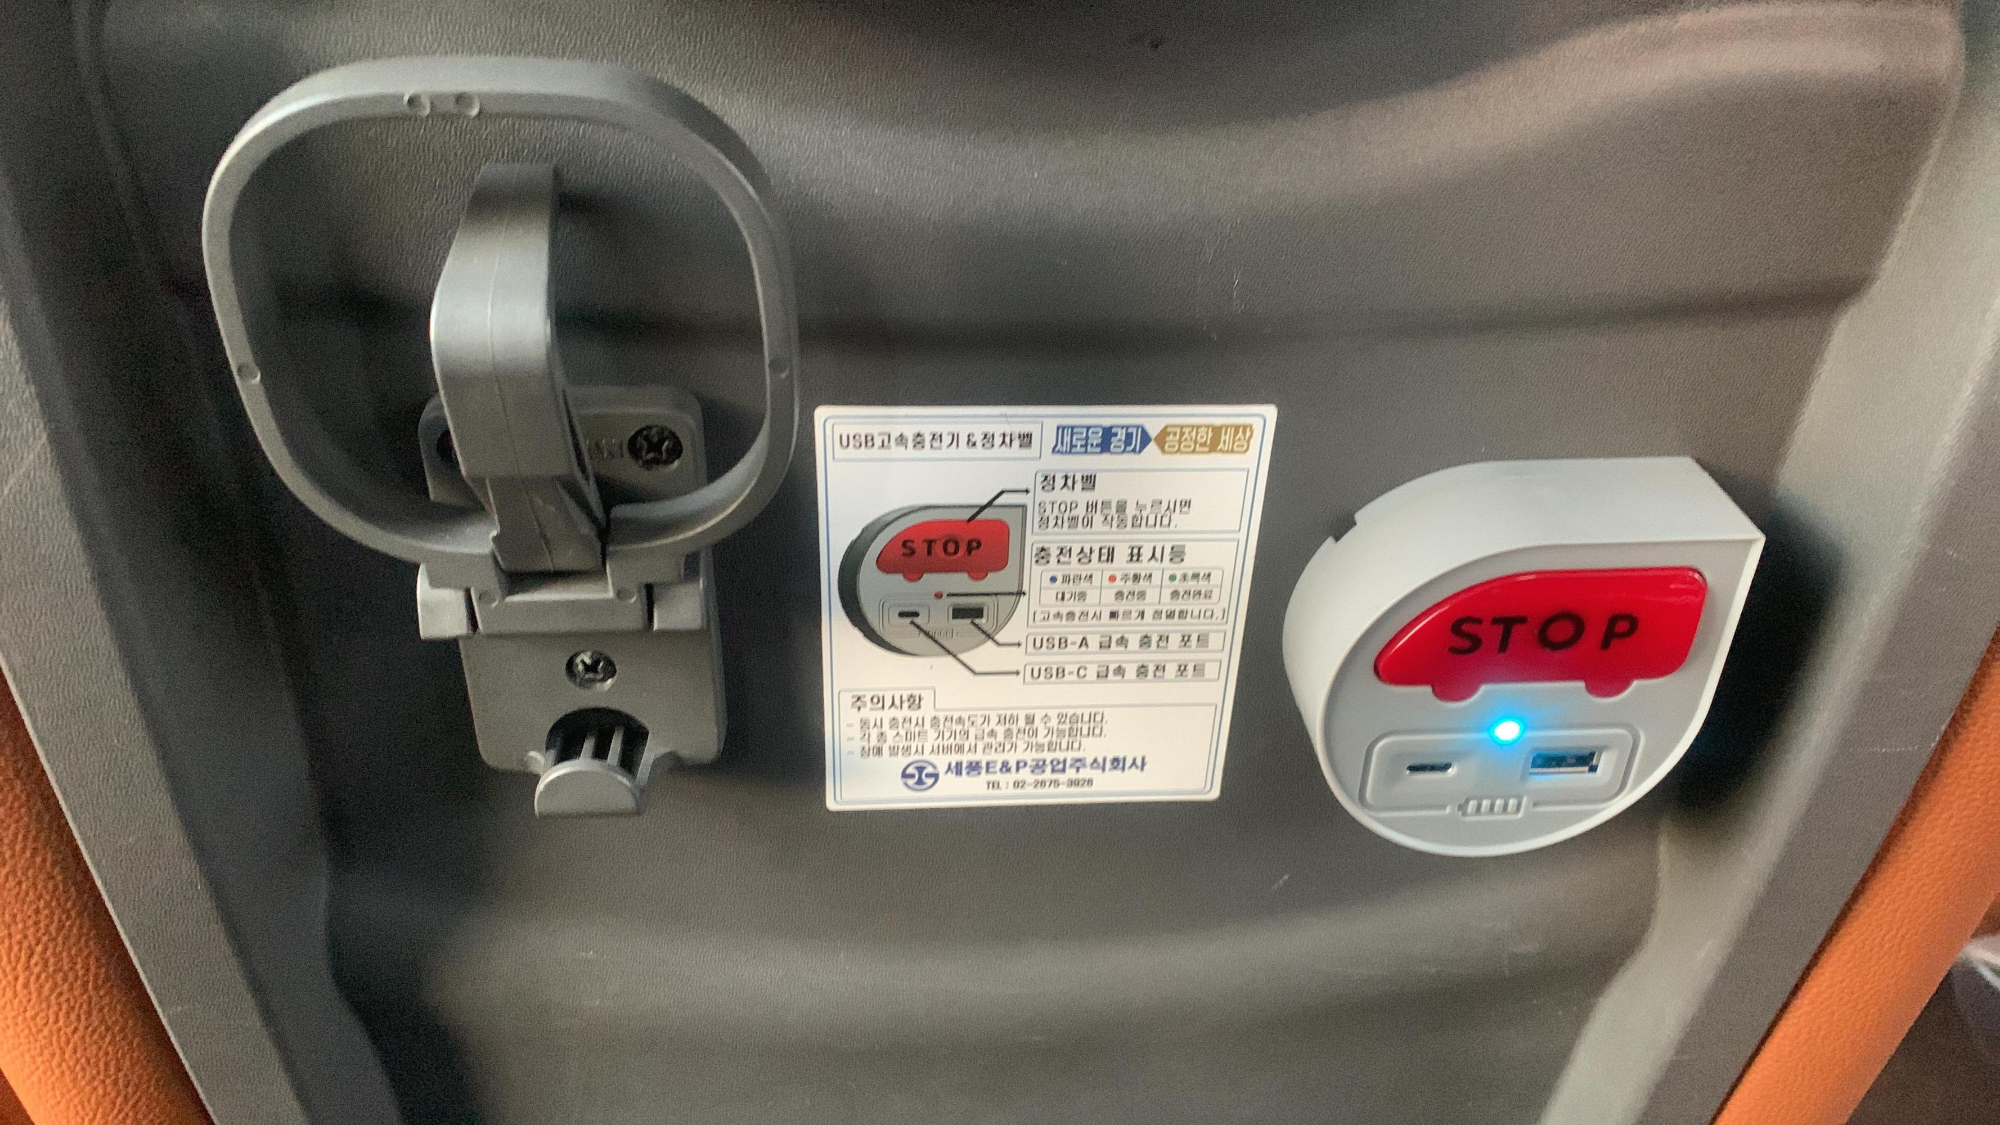 USB고속충전기 & 정차벨
새로운 경기 공정한 세상
정차벨
STOP 버튼을 누르시면
정차벨이 작동합니다.
STOP
충전상태 표시등
파란색 주황색 초록색
대기중 충전중 충전완료
[고속충전시 빠르게 점멸합니다.]
USB-A 급속 충전 포트
USB-C 급속 충전 포트
주의사항
- 동시 충전시 충전속도가 저하 될 수 있습니다.
- 각 종 스마트 기기의 급속 충전이 가능합니다.
- 장애 발생시 서버에서 관리가 가능합니다.
세풍E&P공업주식회사
TEL : 02-2675-3926
STOP